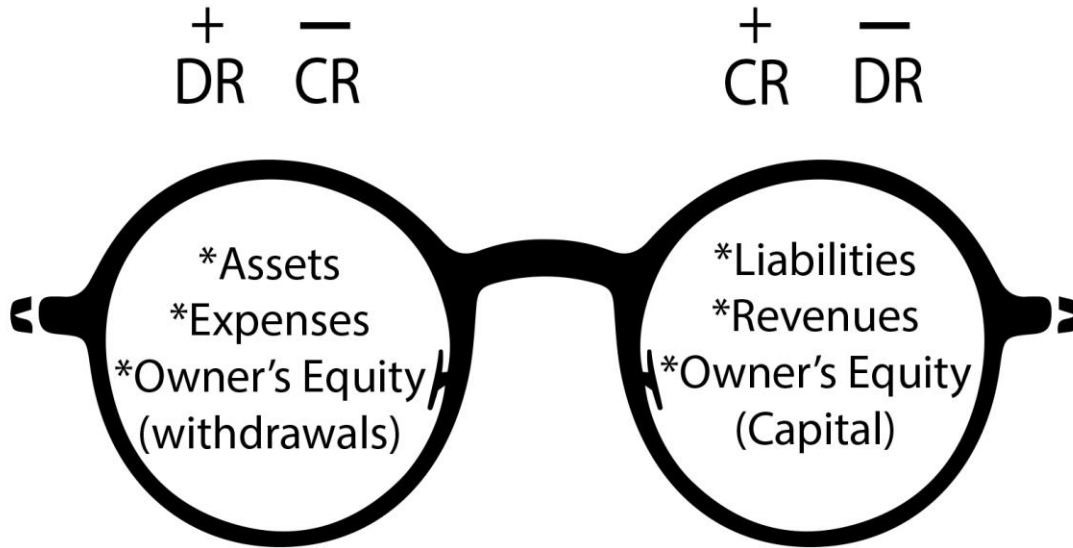 + —
DR CR
+ —
CR DR
*Assets
*Expenses
*Owner’s Equity
(withdrawals)
*Liabilities
*Revenues
*Owner’s Equity
(Capital)